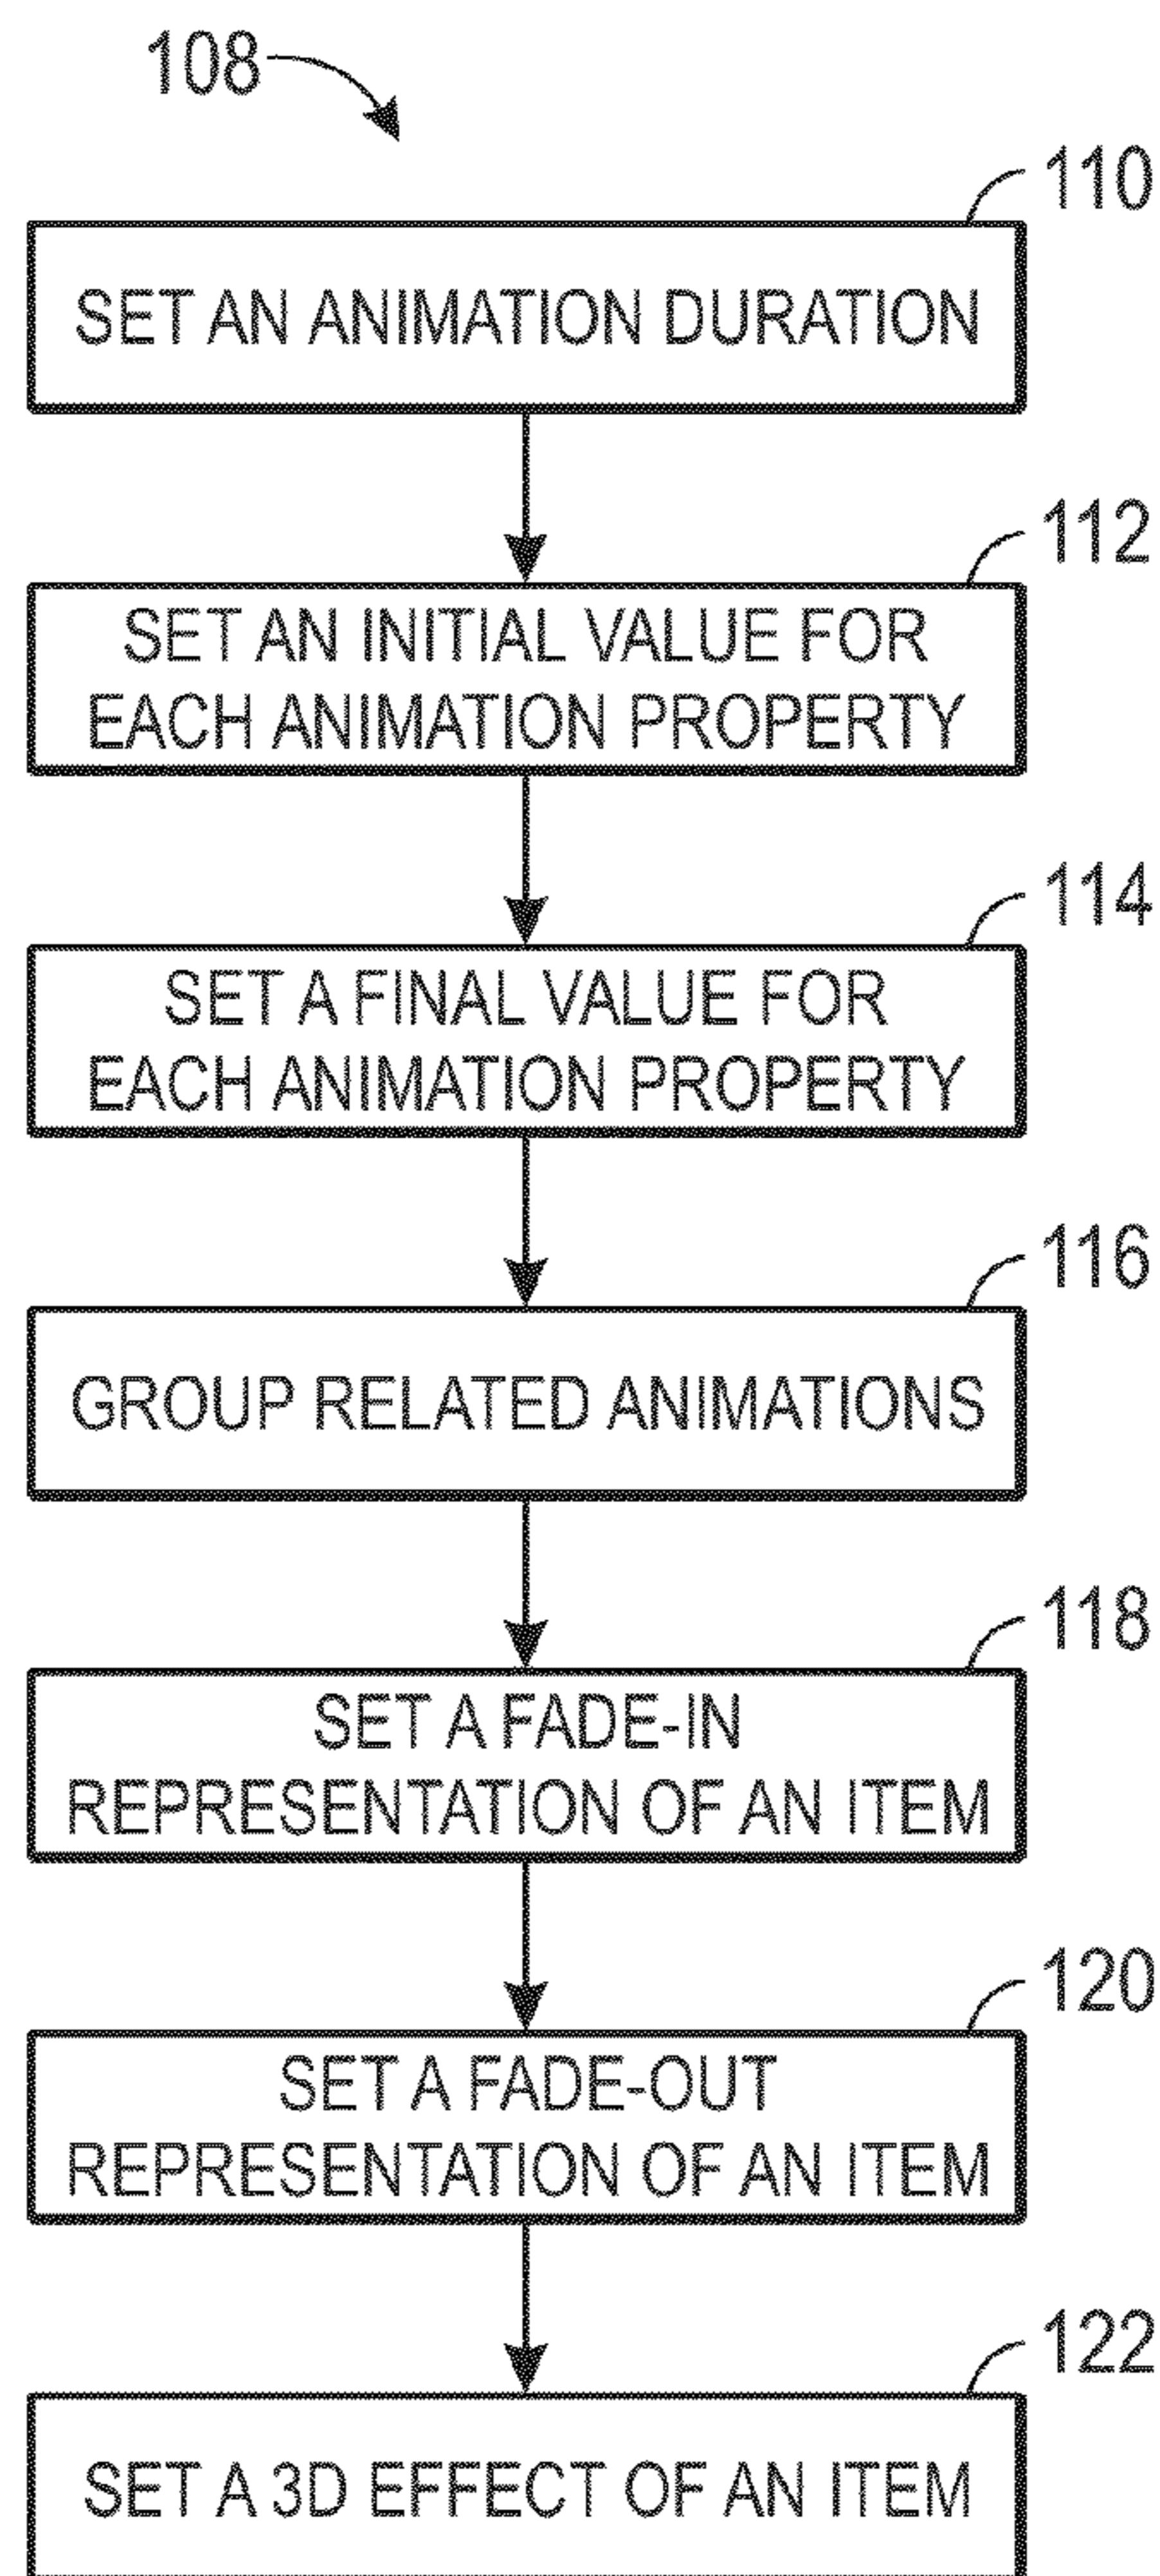 108
110
SET AN ANIMATION DURATION
112
SET AN INITIAL VALUE FOR
EACH ANIMATION PROPERTY
114
SET A FINAL VALUE FOR
EACH ANIMATION PROPERTY
116
GROUP RELATED ANIMATIONS
118
SET A FADE-IN
REPRESENTATION OF AN ITEM
120
SET A FADE-OUT
REPRESENTATION OF AN ITEM
122
SET A 3D EFFECT OF AN ITEM